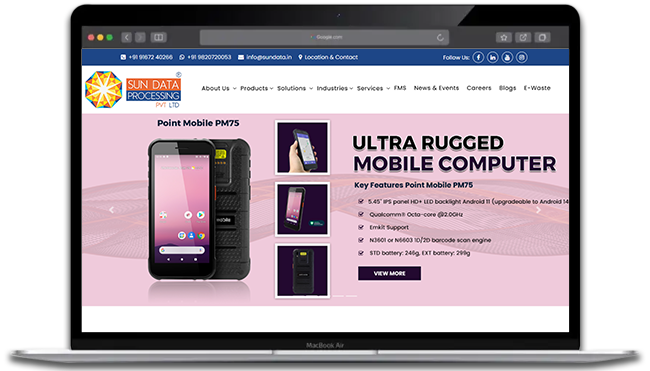 Google.com
+91 91672 40266 +91 9820720053 info@sundata.in Location & Contact Follow Us:
SUN DATA
PROCESSING
PVT LTD
®
About Us Products Solutions Industries Services FMS News & Events Careers Blogs E-Waste
Point Mobile PM75
ULTRA RUGGED
MOBILE COMPUTER
Key Features Point Mobile PM75
5.45" IPS panel HD+ LED backlight Android 11 (upgradeable to Android 14
Qualcomm® Octa-core @2.0GHz
Emkit Support
N3601 or N6603 1D/2D barcode scan engine
STD battery: 246g, EXT battery: 299g
VIEW MORE
MacBook Air